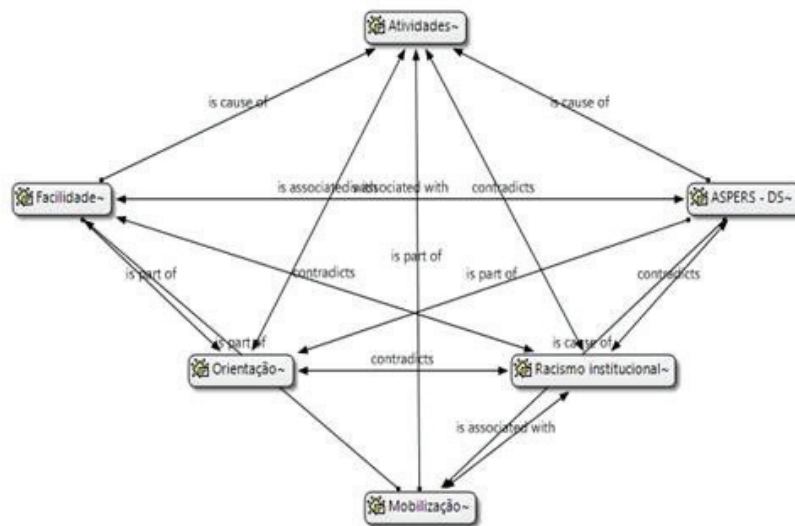 Atividades~
is cause of
is cause of
Facilidade~
is associated with
is associated with
contradicts
ASPERS - DS~
is part of
contradicts
is part of
is part of
contradicts
is part of
is cause of
Orientação~
contradicts
Racismo institucional~
is associated with
Mobilização~